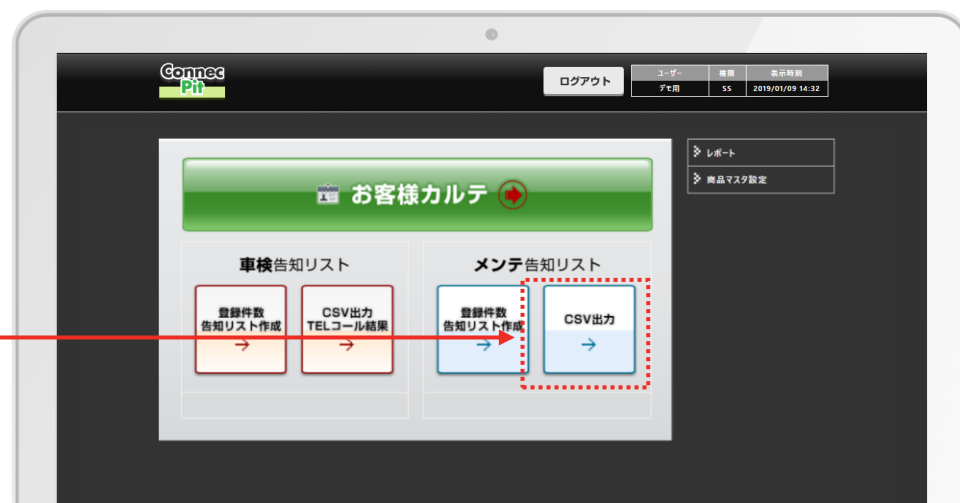 Connec
Pit
ログアウト
ユーザー 権限 表示時刻
デモ用 SS 2019/01/09 14:32
お客様カルテ
レポート
商品マスタ設定
車検告知リスト
メンテ告知リスト
登録件数
告知リスト作成
→
CSV出力
TELコール結果
→
登録件数
告知リスト作成
→
CSV出力
→